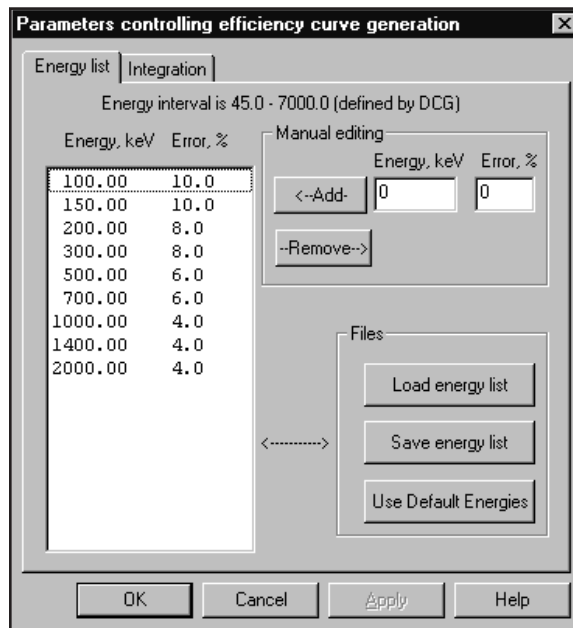 Parameters controlling efficiency curve generation
Energy list
Integration
Energy interval is 45.0 - 7000.0 (defined by DCG)
Energy, keV Error, %
100.00 10.0
150.00 10.0
200.00 8.0
300.00 8.0
500.00 6.0
700.00 6.0
1000.00 4.0
1400.00 4.0
2000.00 4.0
Manual editing
Energy, keV Error, %
<--Add- 0 0
--Remove-->
<---------->
Files
Load energy list
Save energy list
Use Default Energies
OK Cancel Apply Help